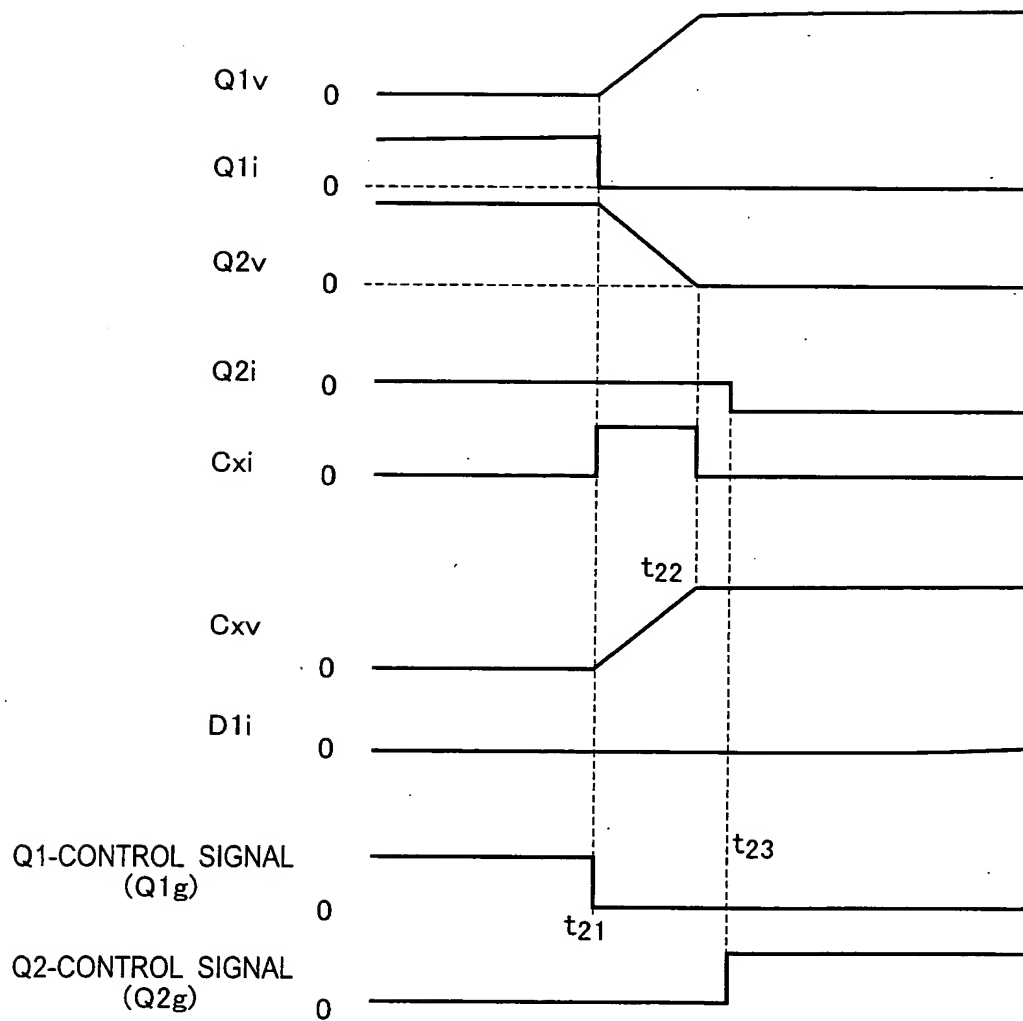 Q1v 0
Q1i 0
Q2v 0
Q2i 0
Cxi 0
t22
Cxv 0
D1i 0
t23
Q1-CONTROL SIGNAL
(Q1g) 0
t21
Q2-CONTROL SIGNAL
(Q2g) 0